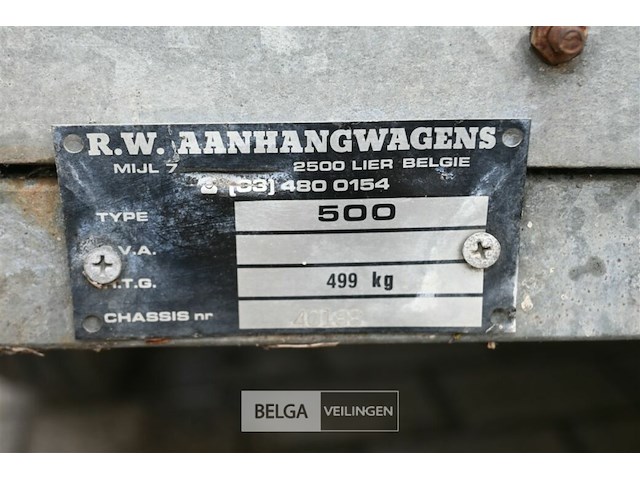 R.W. AANHANGWAGENS
MIJL 7 2500 LIER BELGIE
(03) 480 0154
TYPE 500
.V.A.
.T.G. 499 kg
CHASSIS nr
BELGA VEILINGEN